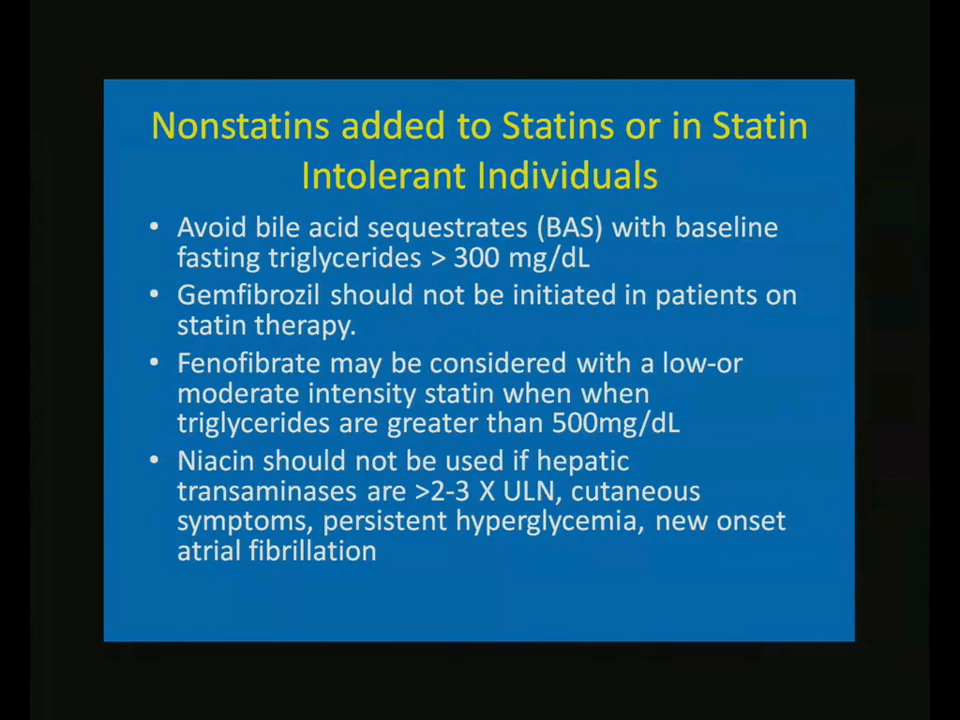 Nonstatins added to Statins or in Statin
Intolerant Individuals
• Avoid bile acid sequestrates (BAS) with baseline
fasting triglycerides > 300 mg/dL
• Gemfibrozil should not be initiated in patients on
statin therapy.
• Fenofibrate may be considered with a low-or
moderate intensity statin when when
triglycerides are greater than 500mg/dL
• Niacin should not be used if hepatic
transaminases are >2-3 X ULN, cutaneous
symptoms, persistent hyperglycemia, new onset
atrial fibrillation